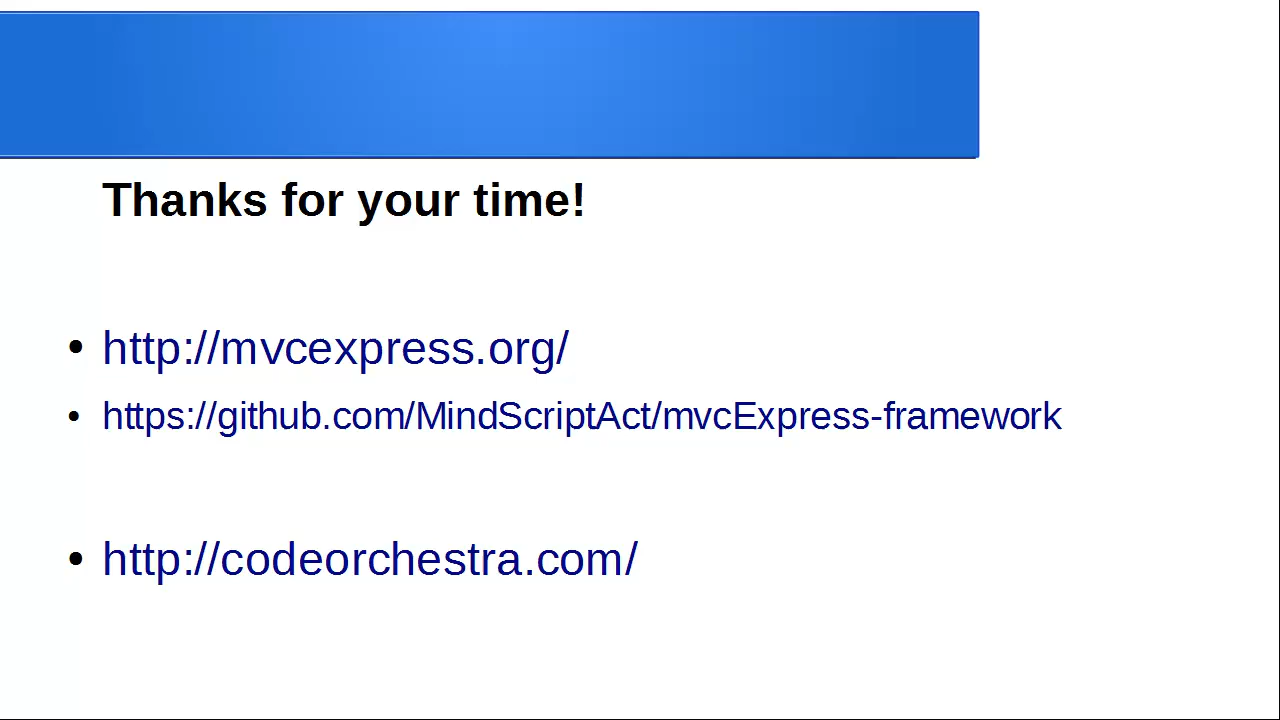 Thanks for your time!
• http://mvcexpress.org/
• https://github.com/MindScriptAct/mvcExpress-framework
• http://codeorchestra.com/